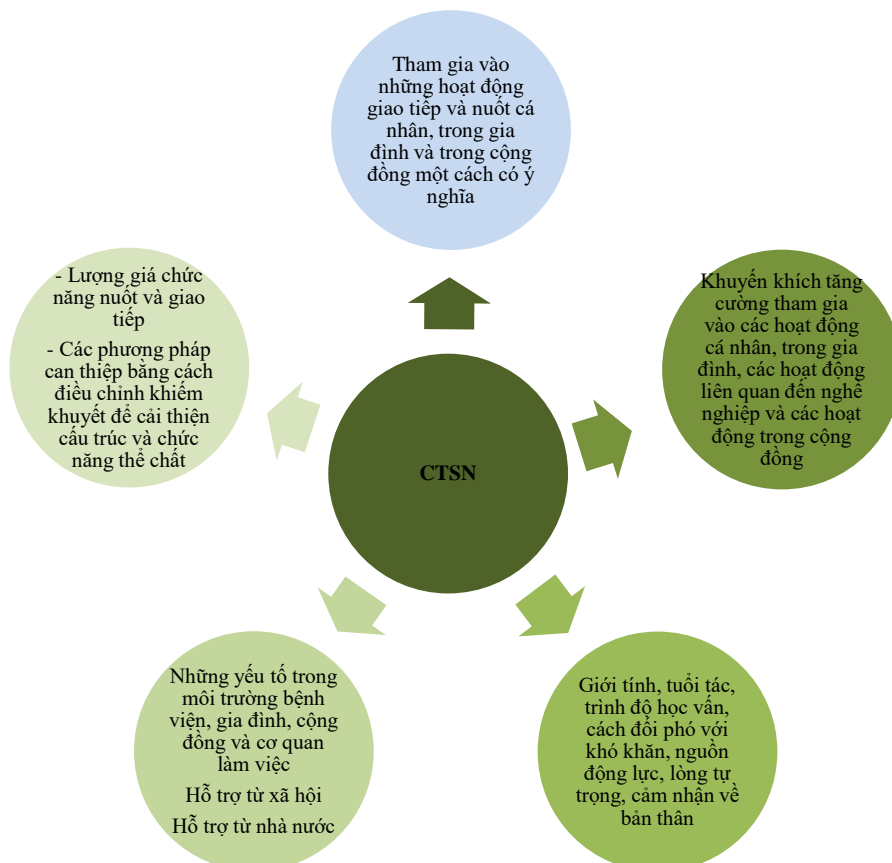 Tham gia vào
những hoạt động
giao tiếp và nuốt cá
nhân, trong gia
đình và trong cộng
đồng một cách có ý
nghĩa
- Lượng giá chức
năng nuốt và giao
tiếp
- Các phương pháp
can thiệp bằng cách
điều chỉnh khiếm
khuyết để cải thiện
cấu trúc và chức
năng thể chất
Khuyến khích tăng
cường tham gia
vào các hoạt động
cá nhân, trong gia
đình, các hoạt động
liên quan đến nghề
nghiệp và các hoạt
động trong cộng
đồng
CTSN
Những yếu tố trong
môi trường bệnh
viện, gia đình, cộng
đồng và cơ quan
làm việc
Hỗ trợ từ xã hội
Hỗ trợ từ nhà nước
Giới tính, tuổi tác,
trình độ học vấn,
cách đối phó với
khó khăn, nguồn
động lực, lòng tự
trọng, cảm nhận về
bản thân